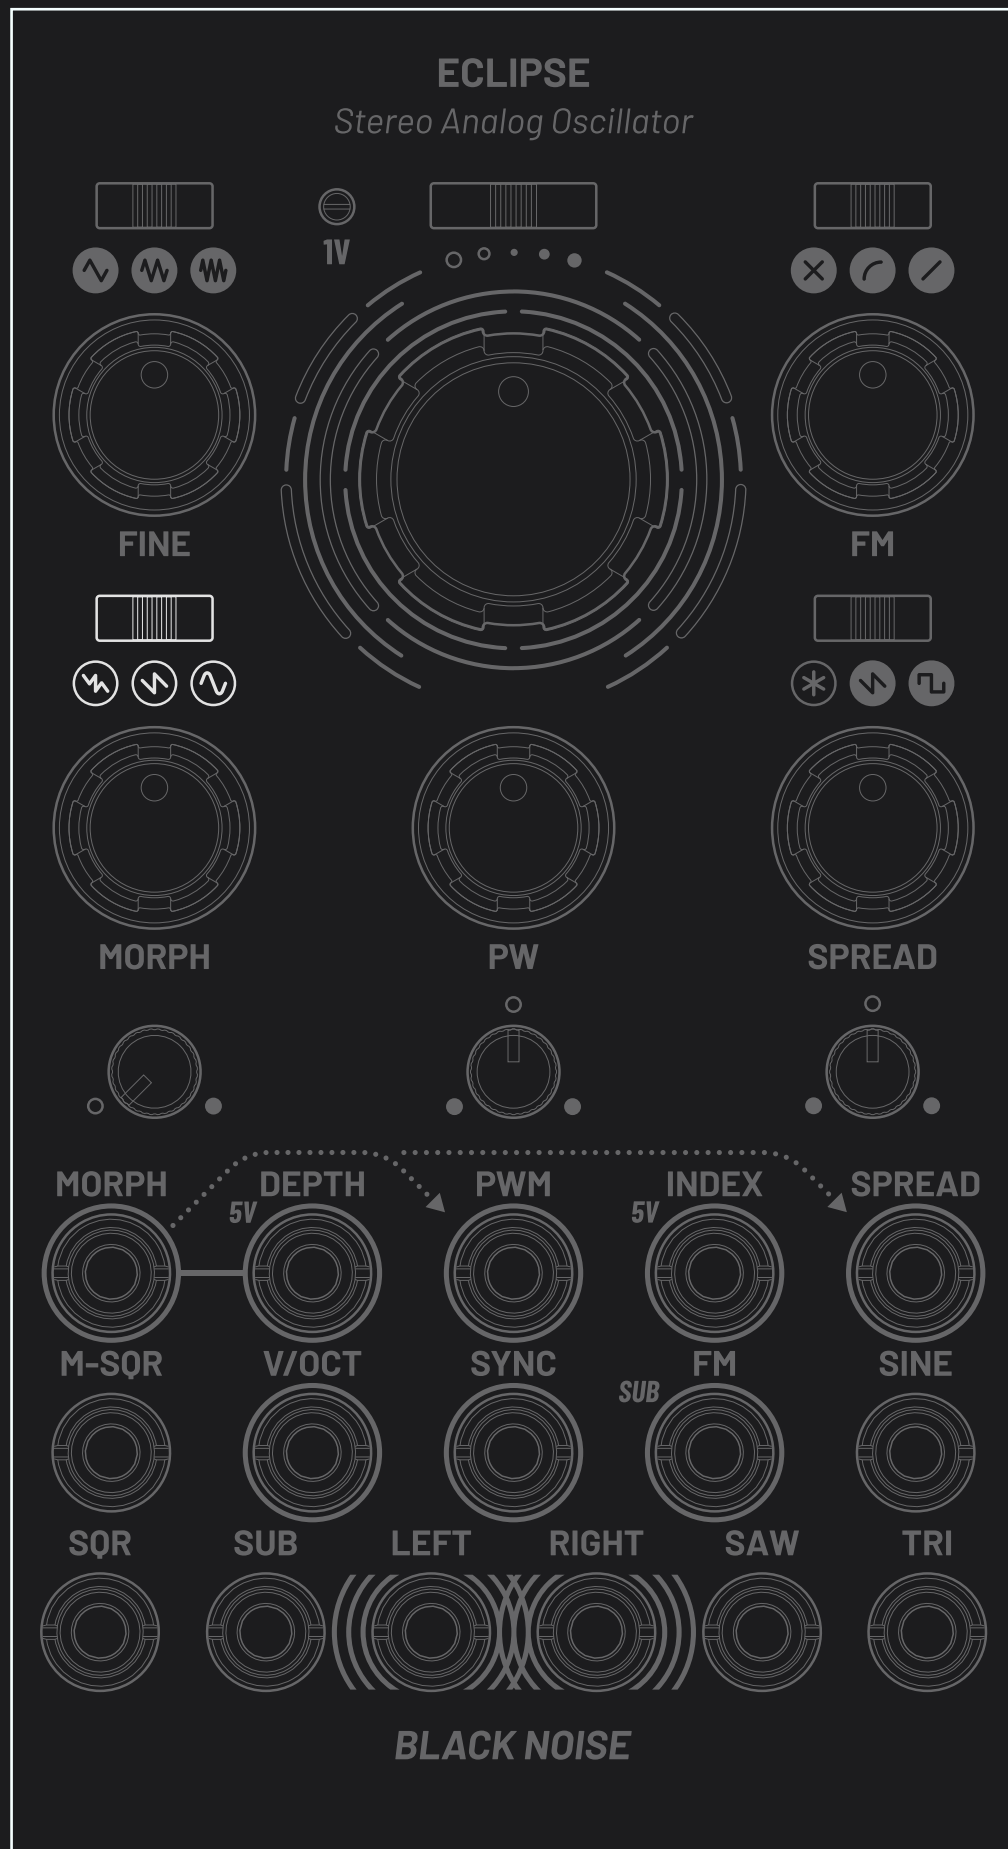 ECLIPSE
Stereo Analog Oscillator
1V
FINE
FM
MORPH
PW
SPREAD
MORPH
DEPTH
PWM
INDEX
SPREAD
5V
5V
M-SQR
V/OCT
SYNC
FM
SINE
SUB
SQR
SUB
LEFT
RIGHT
SAW
TRI
BLACK NOISE